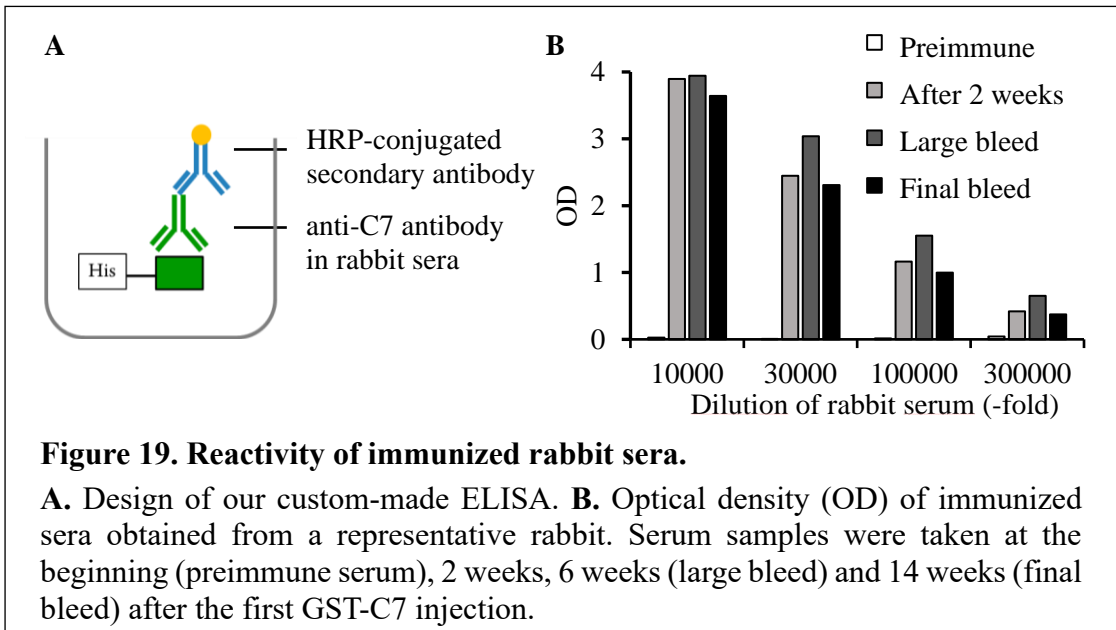 A
HRP-conjugated
secondary antibody
anti-C7 antibody
in rabbit sera
His
B
Preimmune
After 2 weeks
Large bleed
Final bleed
OD
4
3
2
1
0
10000 30000 100000 300000
Dilution of rabbit serum (-fold)
Figure 19. Reactivity of immunized rabbit sera.
A. Design of our custom-made ELISA. B. Optical density (OD) of immunized
sera obtained from a representative rabbit. Serum samples were taken at the
beginning (preimmune serum), 2 weeks, 6 weeks (large bleed) and 14 weeks (final
bleed) after the first GST-C7 injection.